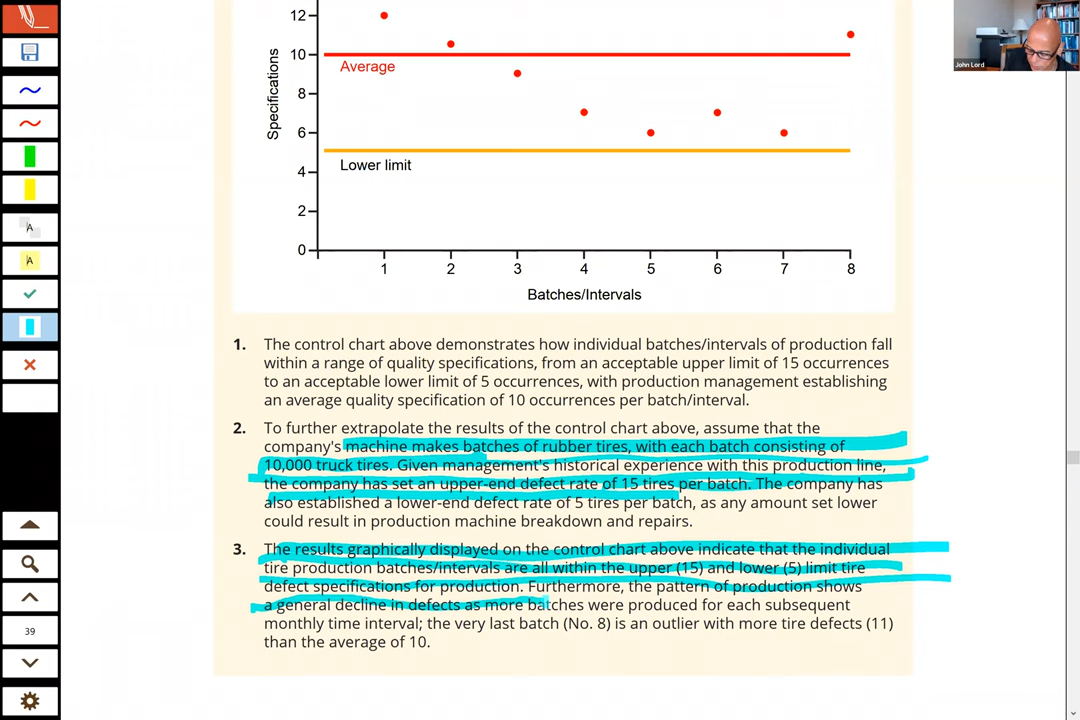 12
10
Average
8
6
Lower limit
4
2
0
Specifications
1 2 3 4 5 6 7 8
Batches/Intervals
1. The control chart above demonstrates how individual batches/intervals of production fall
within a range of quality specifications, from an acceptable upper limit of 15 occurrences
to an acceptable lower limit of 5 occurrences, with production management establishing
an average quality specification of 10 occurrences per batch/interval.
2. To further extrapolate the results of the control chart above, assume that the
company's machine makes batches of rubber tires, with each batch consisting of
10,000 truck tires. Given management's historical experience with this production line,
the company has set an upper-end defect rate of 15 tires per batch. The company has
also established a lower-end defect rate of 5 tires per batch, as any amount set lower
could result in production machine breakdown and repairs.
3. The results graphically displayed on the control chart above indicate that the individual
tire production batches/intervals are all within the upper (15) and lower (5) limit tire
defect specifications for production. Furthermore, the pattern of production shows
a general decline in defects as more batches were produced for each subsequent
monthly time interval; the very last batch (No. 8) is an outlier with more tire defects (11)
than the average of 10.
A
A
39
John Lord